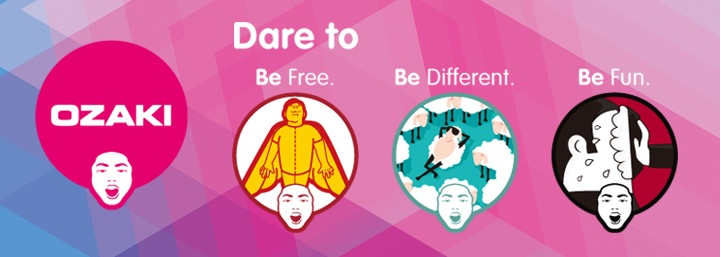 OZAKI
Dare to
Be Free.
Be Different.
Be Fun.